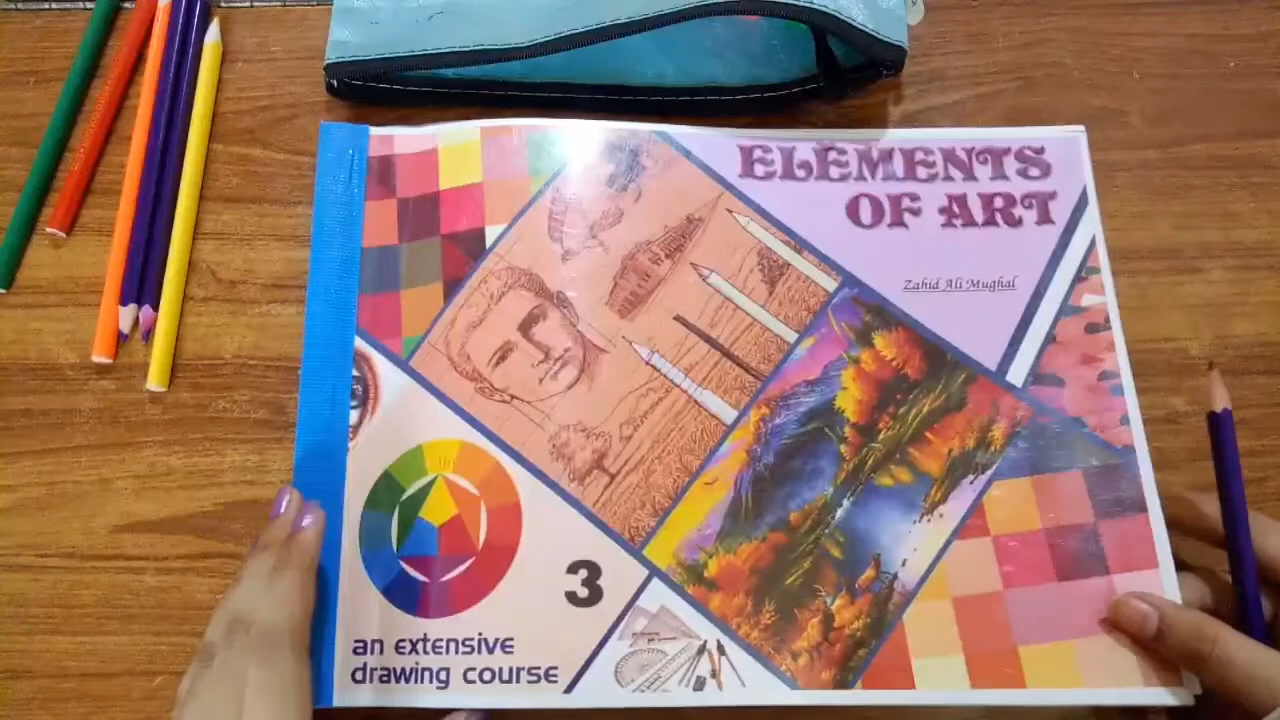 ELEMENTS
OF ART
Zahid Ali Mughal
3
an extensive
drawing course